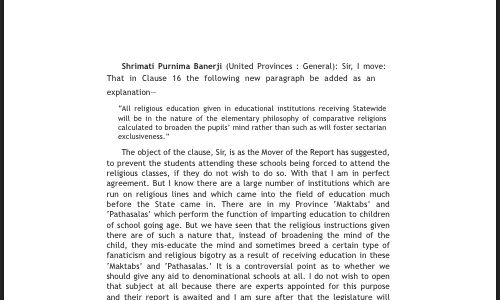 Shrimati Purnima Banerji (United Provinces : General): Sir, I move:
That in Clause 16 the following new paragraph be added as an
explanation—
"All religious education given in educational institutions receiving Statewide
will be in the nature of the elementary philosophy of comparative religions
calculated to broaden the pupils' mind rather than such as will foster sectarian
exclusiveness."
The object of the clause, Sir, is as the Mover of the Report has suggested,
to prevent the students attending these schools being forced to attend the
religious classes, if they do not wish to do so. With that I am in perfect
agreement. But I know there are a large number of institutions which are
run on religious lines and which came into the field of education much
before the State came in. There are in my Province 'Maktabs' and
'Pathasalas' which perform the function of imparting education to children
of school going age. But we have seen that the religious instructions given
there are of such a nature that, instead of broadening the mind of the
child, they mis-educate the mind and sometimes breed a certain type of
fanaticism and religious bigotry as a result of receiving education in these
'Maktabs' and 'Pathasalas.' It is a controversial point as to whether we
should give any aid to denominational schools at all. I do not wish to open
that subject at all because there are experts appointed for this purpose
and their report is awaited and I am sure after that the legislature will